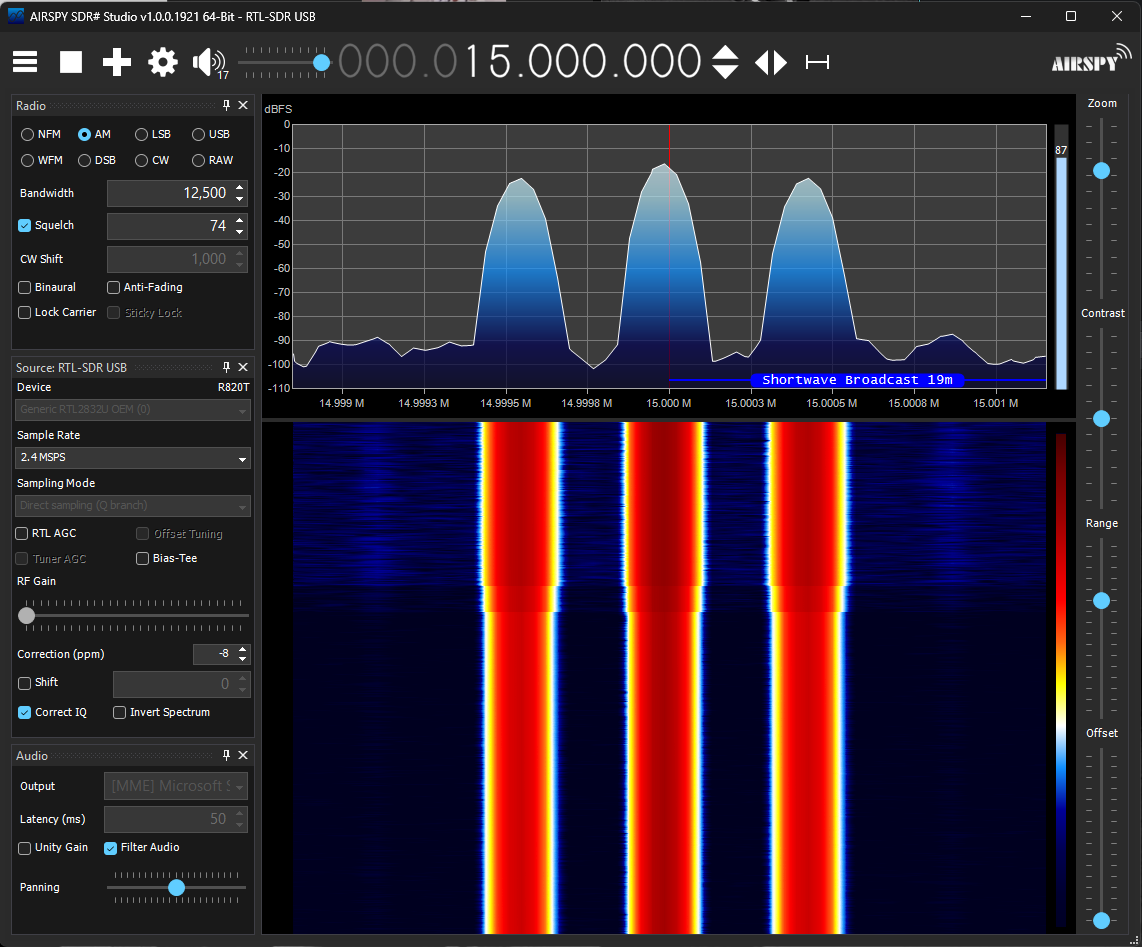 AIRSPY SDR# Studio v1.0.0.1921 64-Bit - RTL-SDR USB
17
000.015.000.000
AIRSPY
Radio
NFM AM LSB USB
WFM DSB CW RAW
Bandwidth 12,500
Squelch 74
CW Shift 1,000
Binaural Anti-Fading
Lock Carrier Sticky Lock
Source: RTL-SDR USB
Device R820T
Generic RTL2832U OEM (0)
Sample Rate
2.4 MSPS
Sampling Mode
Direct sampling (Q branch)
RTL AGC Offset Tuning
Tuner AGC Bias-Tee
RF Gain
Correction (ppm) -8
Shift 0
Correct IQ Invert Spectrum
Audio
Output [MME] Microsoft S
Latency (ms) 50
Unity Gain Filter Audio
Panning
dBFS
0
-10
-20
-30
-40
-50
-60
-70
-80
-90
-100
-110
87
Shortwave Broadcast 19m
14.999 M 14.9993 M 14.9995 M 14.9998 M 15.000 M 15.0003 M 15.0005 M 15.0008 M 15.001 M
Zoom
Contrast
Range
Offset